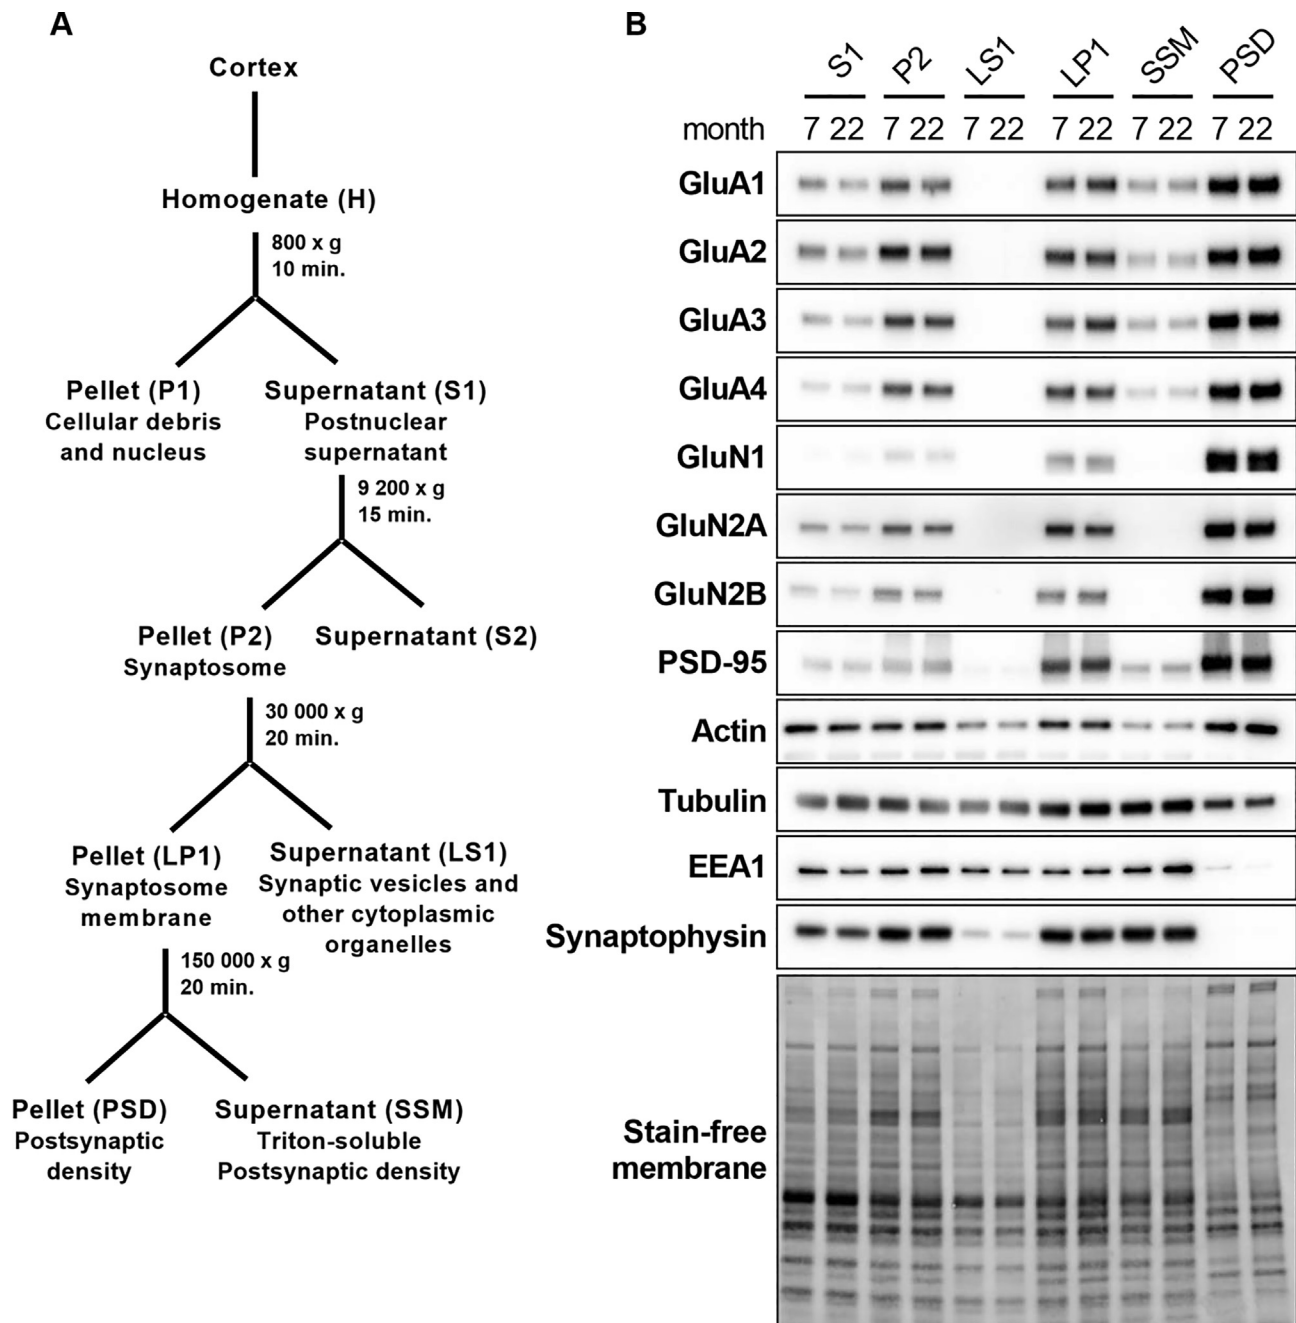 A
Cortex
Homogenate (H)
800 x g
10 min.
Pellet (P1)
Cellular debris
and nucleus
Supernatant (S1)
Postnuclear
supernatant
9 200 x g
15 min.
Pellet (P2)
Synaptosome
Supernatant (S2)
30 000 x g
20 min.
Pellet (LP1)
Synaptosome
membrane
Supernatant (LS1)
Synaptic vesicles and
other cytoplasmic
organelles
150 000 x g
20 min.
Pellet (PSD)
Postsynaptic
density
Supernatant (SSM)
Triton-soluble
Postsynaptic density
B
S1 P2 LS1 LP1 SSM PSD
month 7 22 7 22 7 22 7 22 7 22 7 22
GluA1
GluA2
GluA3
GluA4
GluN1
GluN2A
GluN2B
PSD-95
Actin
Tubulin
EEA1
Synaptophysin
Stain-free
membrane